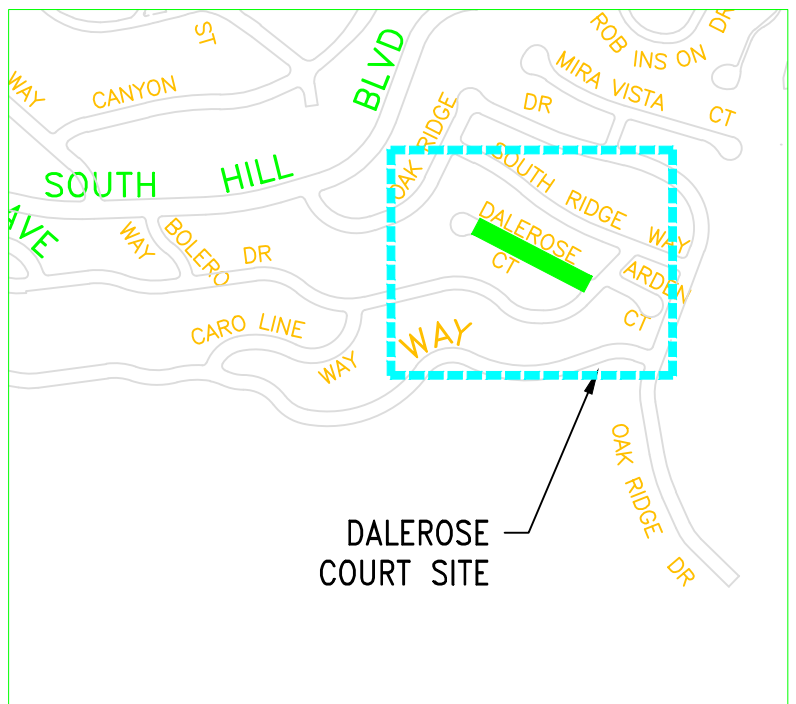 ST
ROB INS ON DR
WAY
CANYON
BLVD
MIRA VISTA CT
DR
OAK RIDGE
SOUTH HILL
SOUTH RIDGE WAY
AVE
WAY
BOLERO DR
DALEROSE
CT
ARDEN
CT
CARO LINE
WAY
WAY
OAK RIDGE DR
DALEROSE
COURT SITE